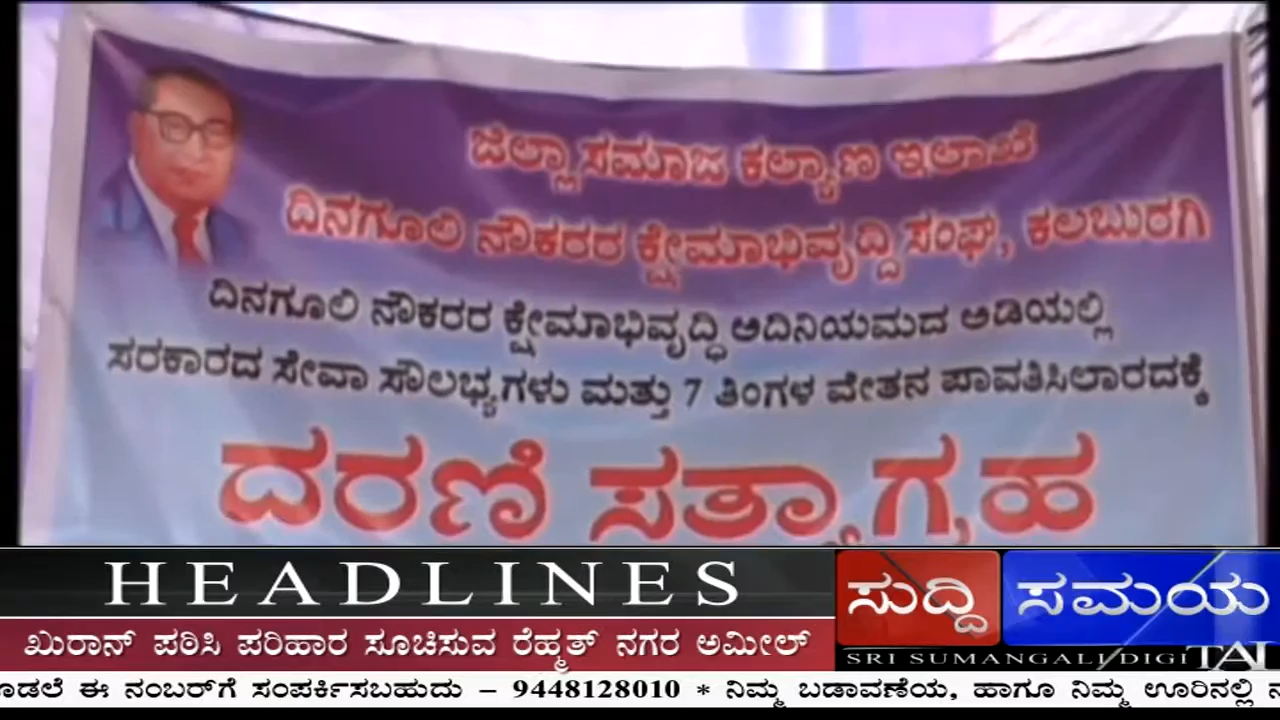 ಜಿಲ್ಲಾ ಸಮಾಜ ಕಲ್ಯಾಣ ಇಲಾಖೆ
ದಿನಗೂಲಿ ನೌಕರರ ಕ್ಷೇಮಾಭಿವೃದ್ದಿ ಸಂಘ, ಕಲಬುರಗಿ
ದಿನಗೂಲಿ ನೌಕರರ ಕ್ಷೇಮಾಭಿವೃದ್ಧಿ ಅದಿನಿಯಮದ ಅಡಿಯಲ್ಲಿ
ಸರಕಾರದ ಸೇವಾ ಸೌಲಭ್ಯಗಳು ಮತ್ತು 7 ತಿಂಗಳ ವೇತನ ಪಾವತಿಸಿಲಾರದಕ್ಕೆ
ದರಣಿ ಸತ್ಯಾಗ್ರಹ
HEADLINES
ಸುದ್ದಿ ಸಮಯ
ಖುರಾನ್ ಪಠಿಸಿ ಪರಿಹಾರ ಸೂಚಿಸುವ ರೆಹ್ಮತ್ ನಗರ ಅಮೀಲ್
SRI SUMANGALI DIGITAL
ಕೂಡಲೆ ಈ ನಂಬರ್‌ಗೆ ಸಂಪರ್ಕಿಸಬಹುದು – 9448128010 * ನಿಮ್ಮ ಬಡಾವಣೆಯ, ಹಾಗೂ ನಿಮ್ಮ ಊರಿನಲ್ಲಿ